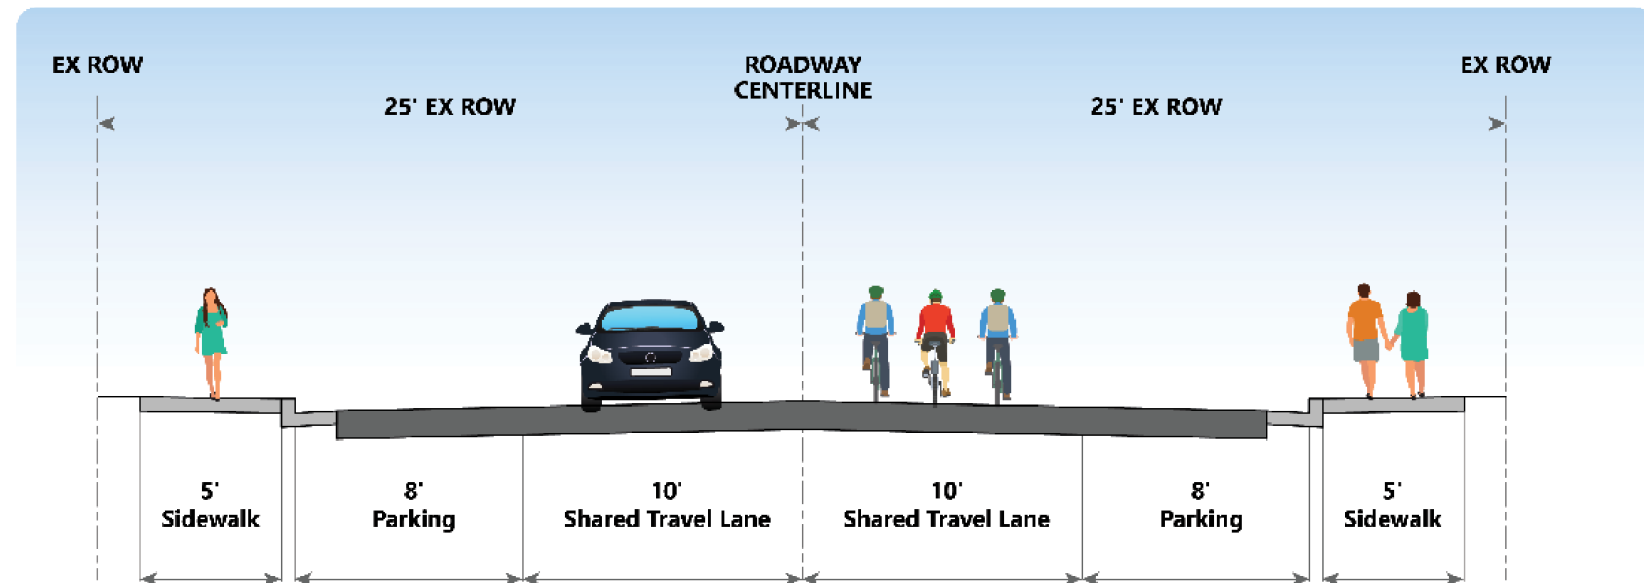 EX ROW
25' EX ROW
ROADWAY
CENTERLINE
25' EX ROW
EX ROW
5'
Sidewalk
8'
Parking
10'
Shared Travel Lane
10'
Shared Travel Lane
8'
Parking
5'
Sidewalk